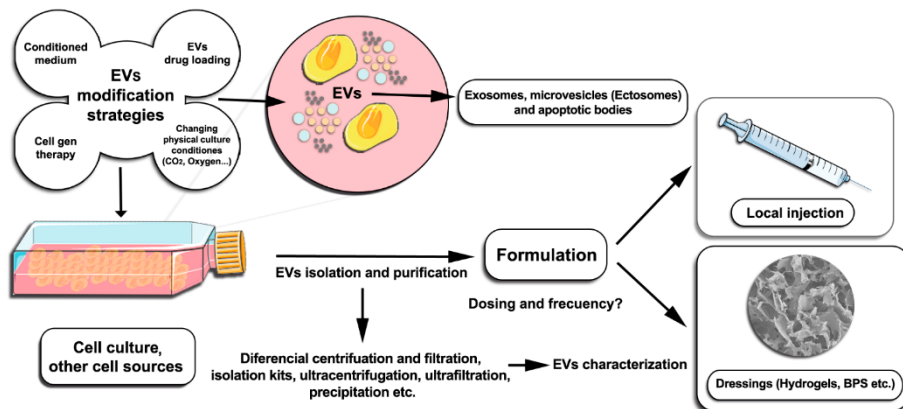 Conditioned
medium
EVs
drug loading
EVs
modification
strategies
Cell gen
therapy
Changing
physical culture
conditiones
(CO₂, Oxygen...)
EVs
Exosomes, microvesicles (Ectosomes)
and apoptotic bodies
Local injection
EVs isolation and purification
Formulation
Dosing and frecuency?
Cell culture,
other cell sources
Diferencial centrifuation and filtration,
isolation kits, ultracentrifugation, ultrafiltration,
precipitation etc.
EVs characterization
Dressings (Hydrogels, BPS etc.)